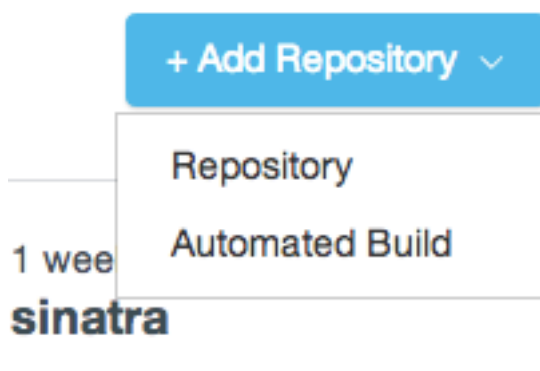 + Add Repository
Repository
Automated Build
1 wee
sinatra